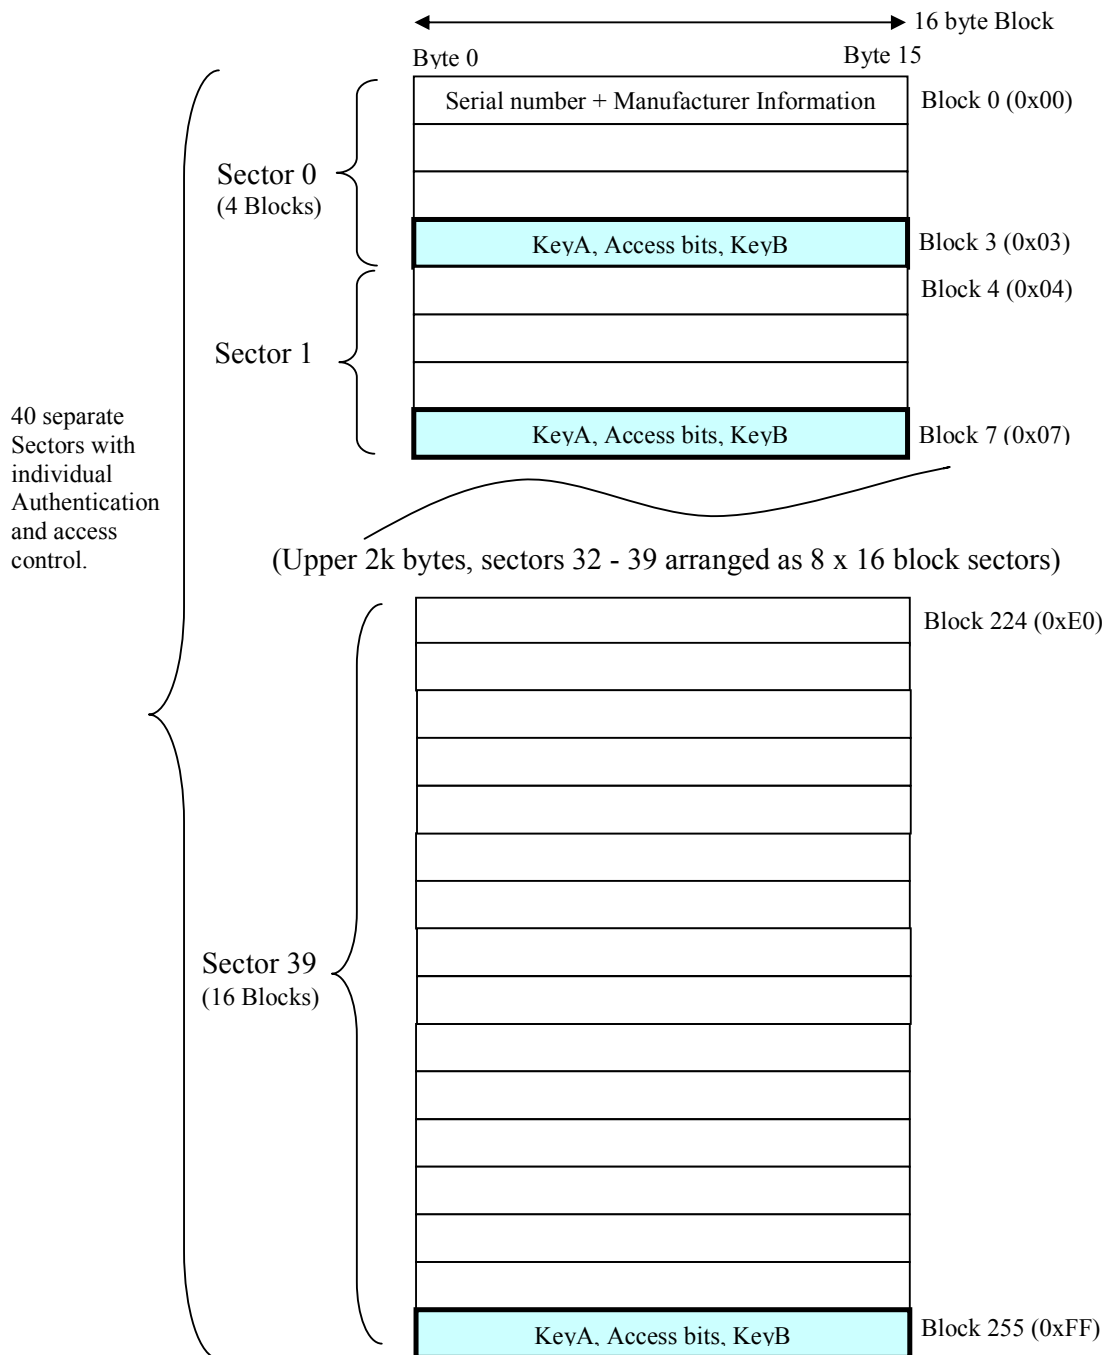 16 byte Block
Byte 0
Byte 15
Serial number + Manufacturer Information
Block 0 (0x00)
Sector 0
(4 Blocks)
KeyA, Access bits, KeyB
Block 3 (0x03)
Block 4 (0x04)
Sector 1
KeyA, Access bits, KeyB
Block 7 (0x07)
40 separate
Sectors with
individual
Authentication
and access
control.
(Upper 2k bytes, sectors 32 - 39 arranged as 8 x 16 block sectors)
Block 224 (0xE0)
Sector 39
(16 Blocks)
KeyA, Access bits, KeyB
Block 255 (0xFF)